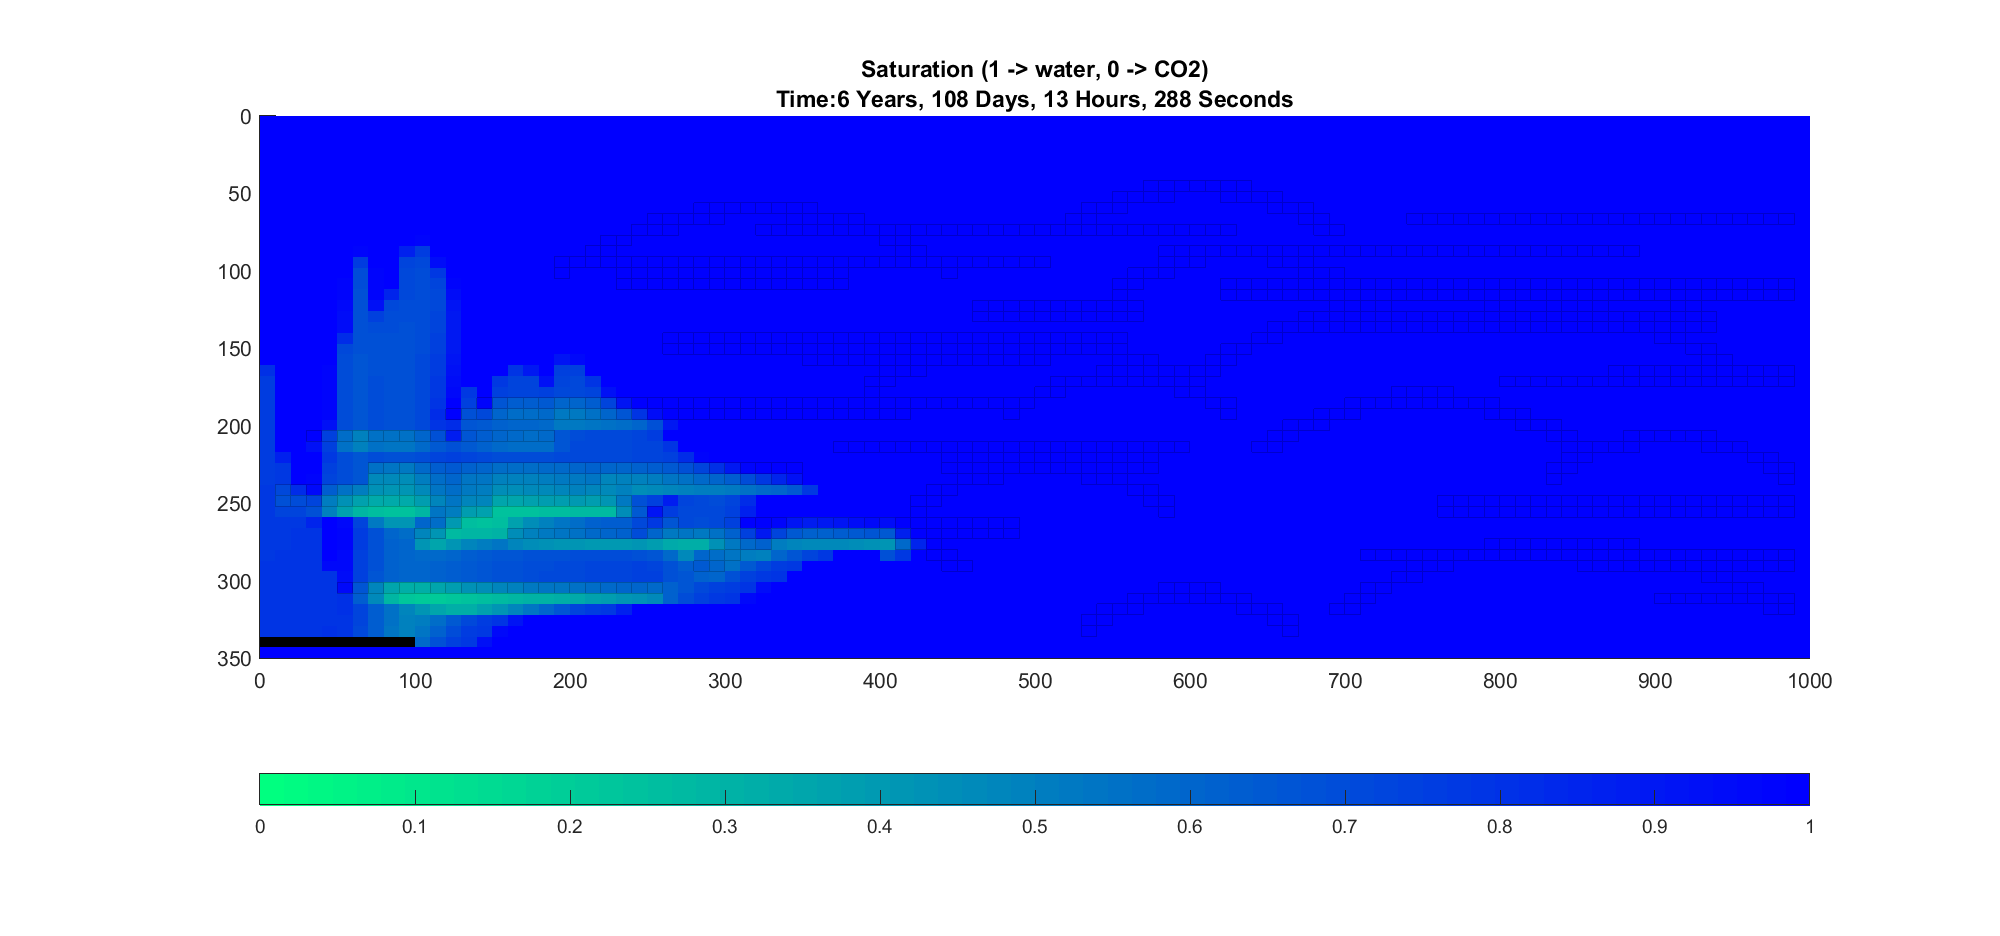 Saturation (1 -> water, 0 -> CO2)
Time:6 Years, 108 Days, 13 Hours, 288 Seconds
0
50
100
150
200
250
300
350
0 100 200 300 400 500 600 700 800 900 1000
0 0.1 0.2 0.3 0.4 0.5 0.6 0.7 0.8 0.9 1